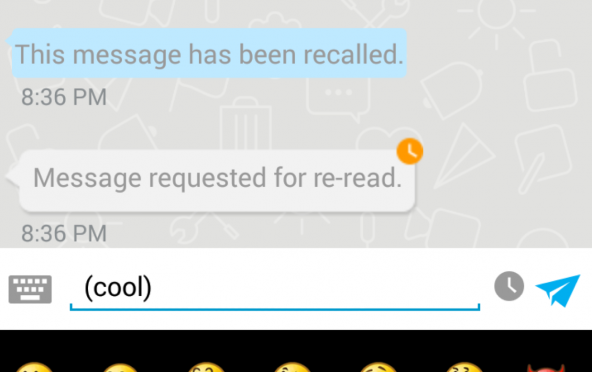 This message has been recalled.
8:36 PM
Message requested for re-read.
8:36 PM
(cool)